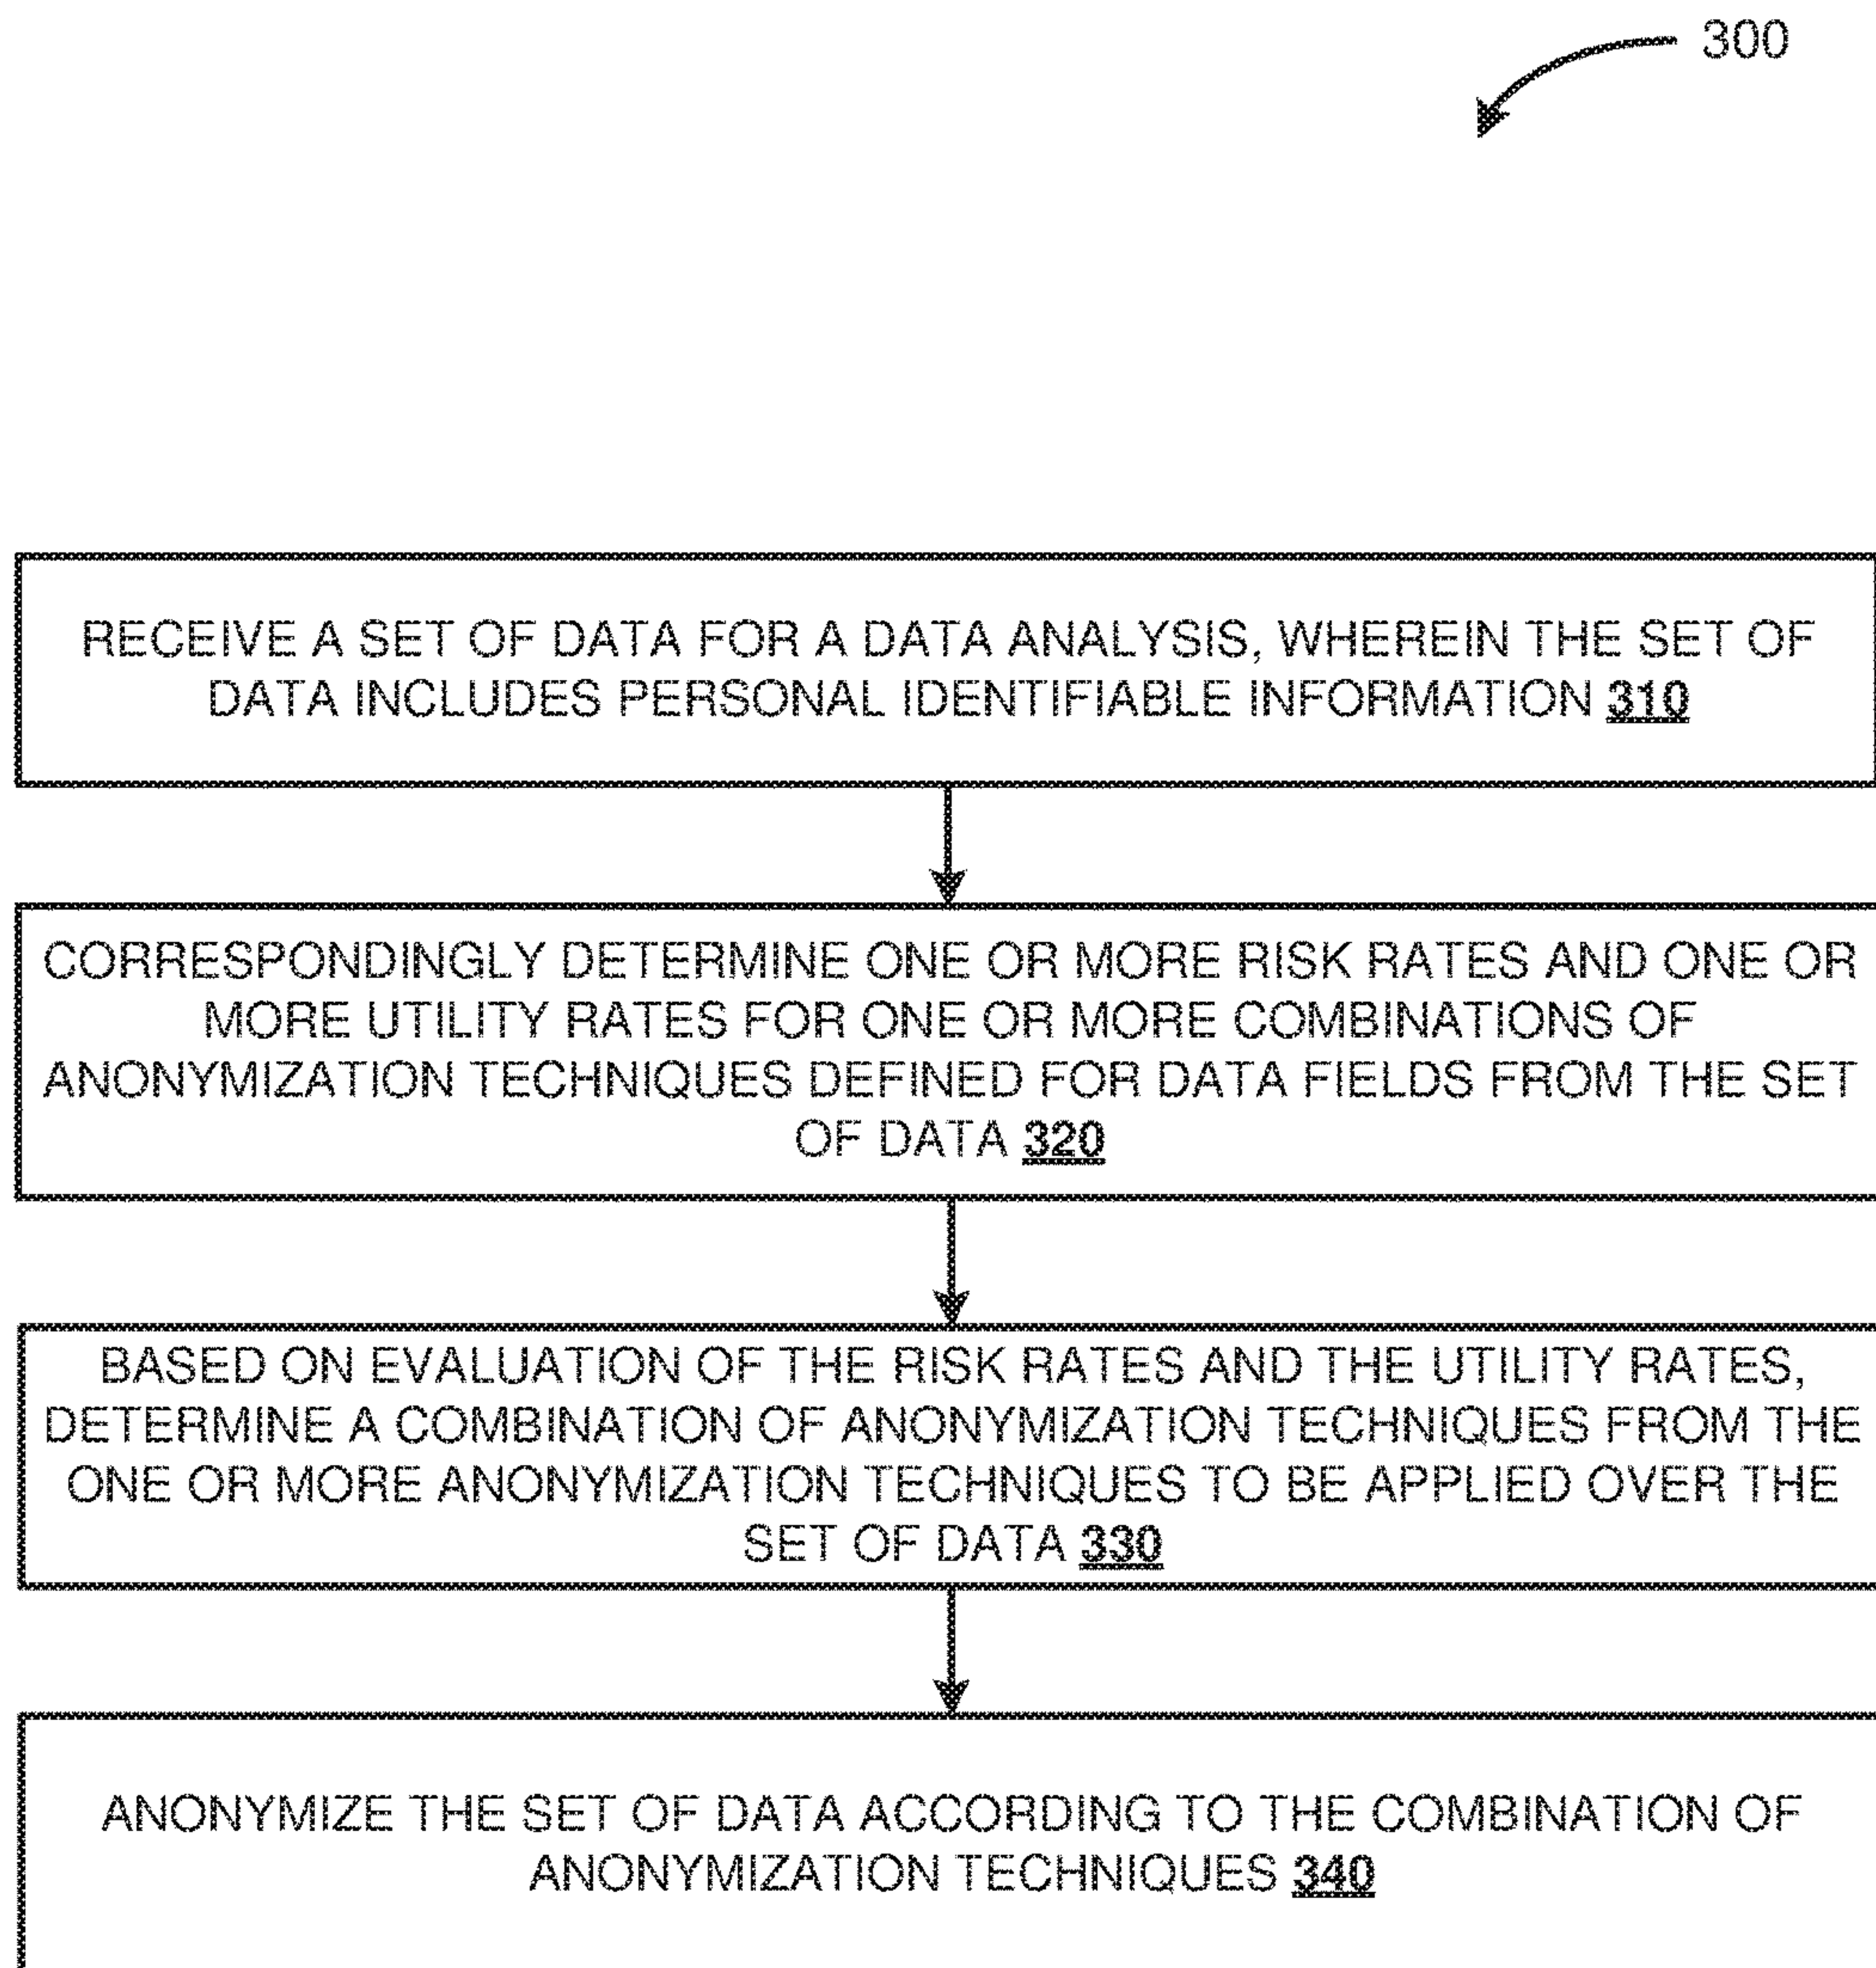 300
RECEIVE A SET OF DATA FOR A DATA ANALYSIS, WHEREIN THE SET OF
DATA INCLUDES PERSONAL IDENTIFIABLE INFORMATION 310
CORRESPONDINGLY DETERMINE ONE OR MORE RISK RATES AND ONE OR
MORE UTILITY RATES FOR ONE OR MORE COMBINATIONS OF
ANONYMIZATION TECHNIQUES DEFINED FOR DATA FIELDS FROM THE SET
OF DATA 320
BASED ON EVALUATION OF THE RISK RATES AND THE UTILITY RATES,
DETERMINE A COMBINATION OF ANONYMIZATION TECHNIQUES FROM THE
ONE OR MORE ANONYMIZATION TECHNIQUES TO BE APPLIED OVER THE
SET OF DATA 330
ANONYMIZE THE SET OF DATA ACCORDING TO THE COMBINATION OF
ANONYMIZATION TECHNIQUES 340